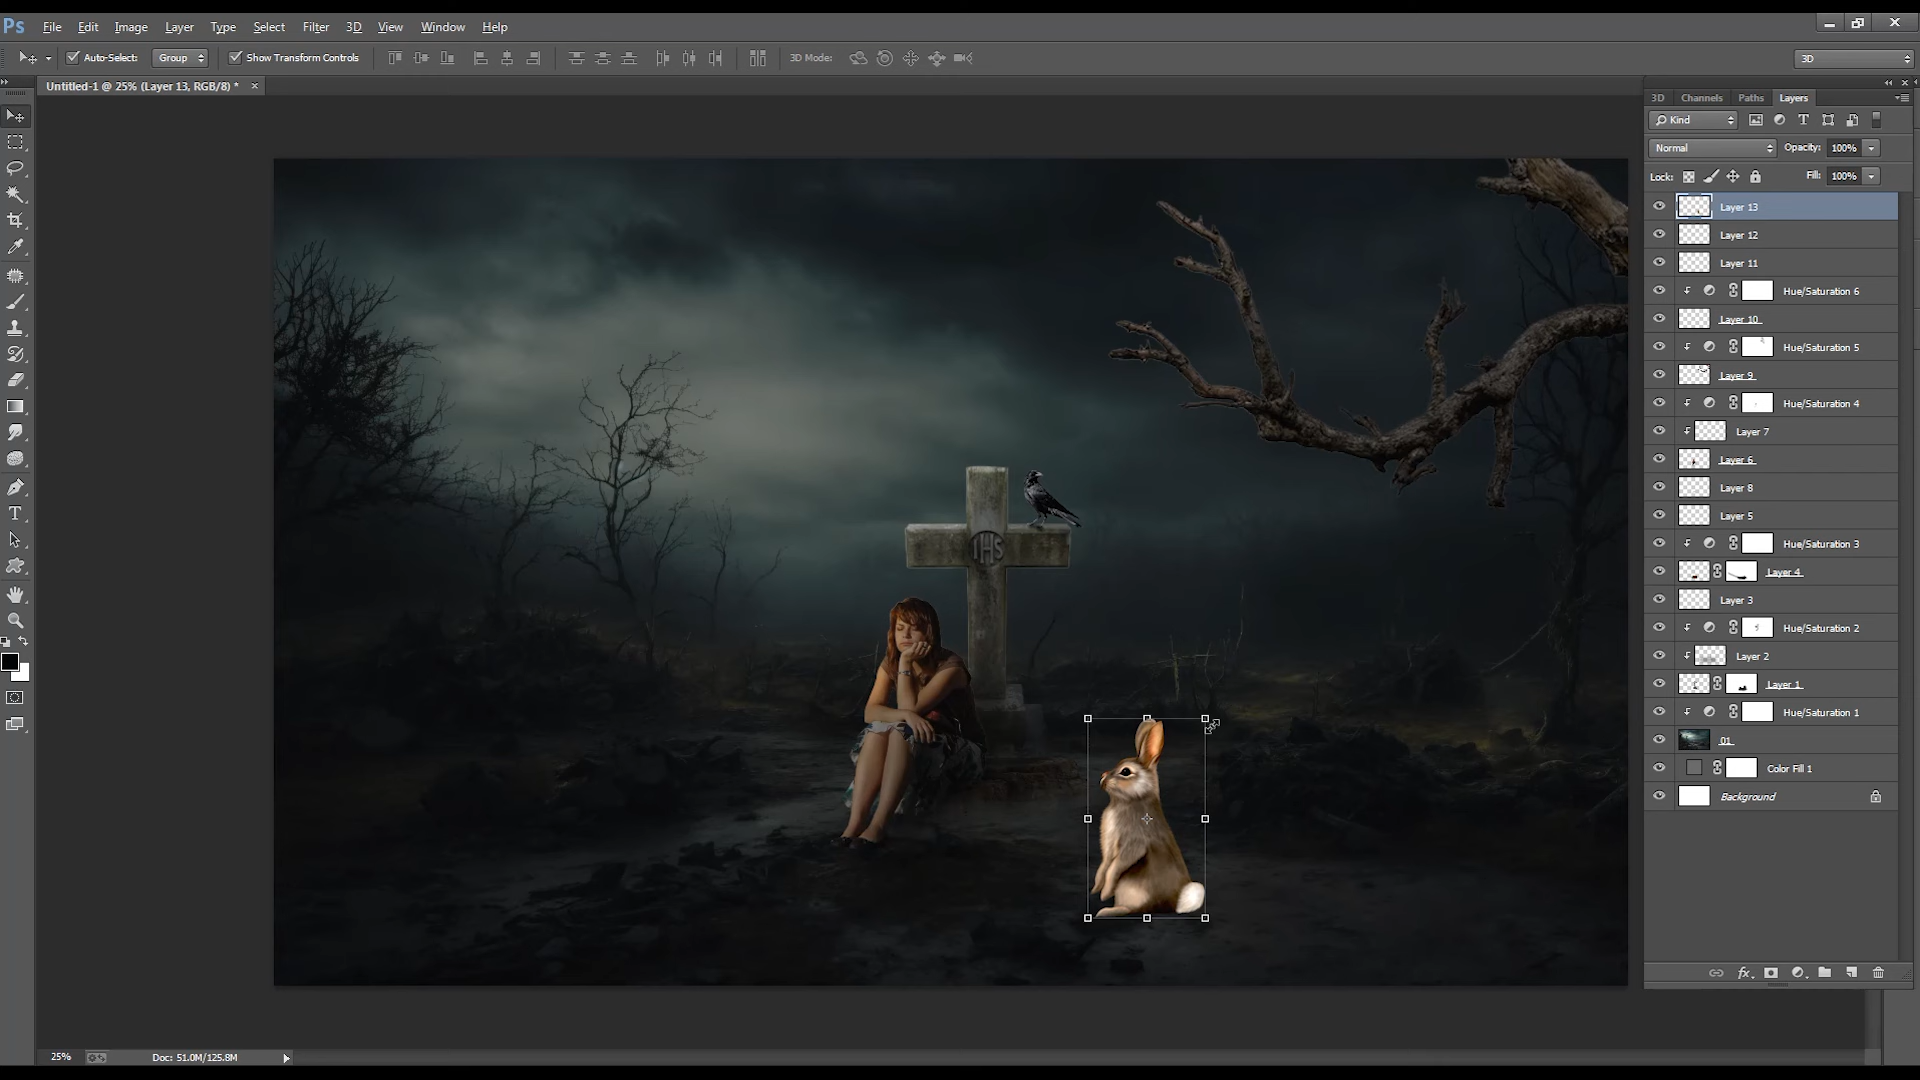 Ps File Edit Image Layer Type Select Filter 3D View Window Help
Auto-Select: Group Show Transform Controls 3D Mode: 3D
Untitled-1 @ 25% (Layer 13, RGB/8) * ×
3D Channels Paths Layers
Kind T
Normal Opacity: 100%
Lock: Fill: 100%
Layer 13
Layer 12
Layer 11
Hue/Saturation 6
Layer 10
Hue/Saturation 5
Layer 9
Hue/Saturation 4
Layer 7
Layer 6
Layer 8
Layer 5
Hue/Saturation 3
Layer 4
Layer 3
Hue/Saturation 2
Layer 2
Layer 1
Hue/Saturation 1
01
Color Fill 1
Background
fx
T
IHS
25% Doc: 51.0M/125.8M